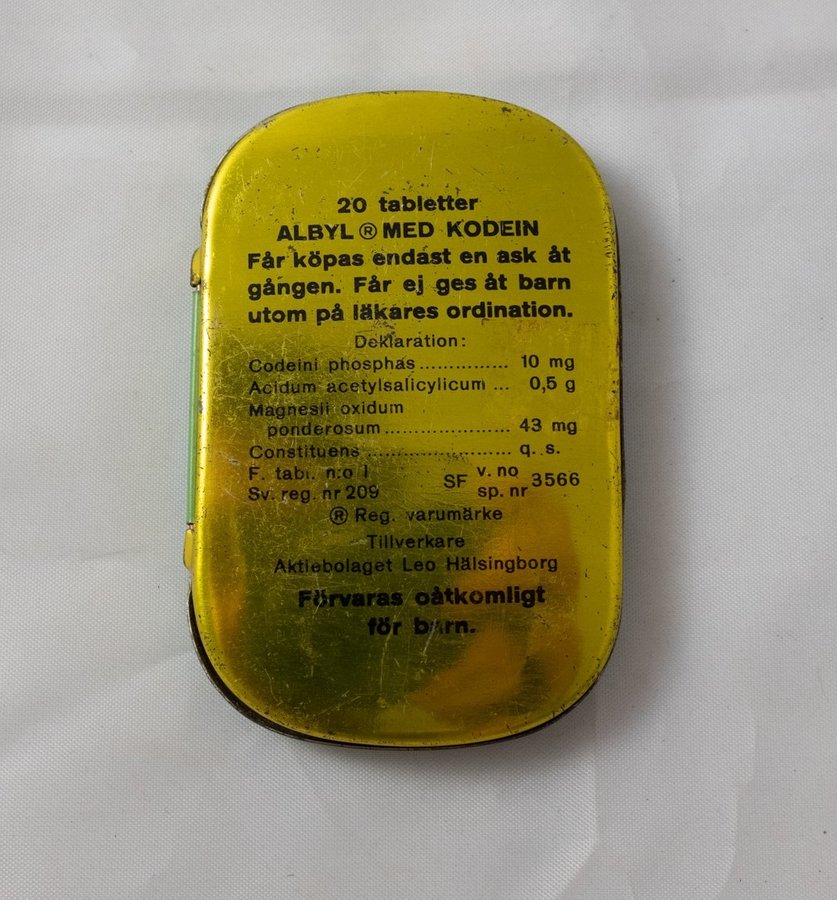 20 tabletter
ALBYL ® MED KODEIN
Får köpas endast en ask åt
gången. Får ej ges åt barn
utom på läkares ordination.
Deklaration:
Codeini phosphas............... 10 mg
Acidum acetylsalicylicum ... 0,5 g
Magnesii oxidum
ponderosum..................... 43 mg
Constituens ........................ q. s.
F. tabl. n:o I
Sv. reg. nr 209
SF v. no
sp. nr 3566
® Reg. varumärke
Tillverkare
Aktiebolaget Leo Hälsingborg
Förvaras oåtkomligt
för barn.